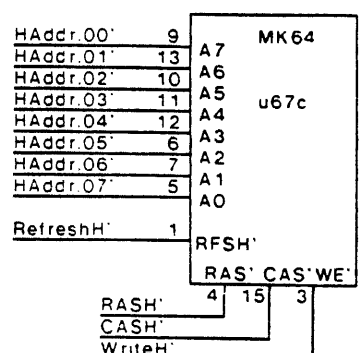 HAddr.00' 9 MK64
HAddr.01' 13 A7
HAddr.02' 10 A6
HAddr.03' 11 A5 u67c
HAddr.04' 12 A4
HAddr.05' 6 A3
HAddr.06' 7 A2
HAddr.07' 5 A1
A0
RefreshH' 1
RFSH'
RAS' CAS' WE'
4 15 3
RASH'
CASH'
WriteH'